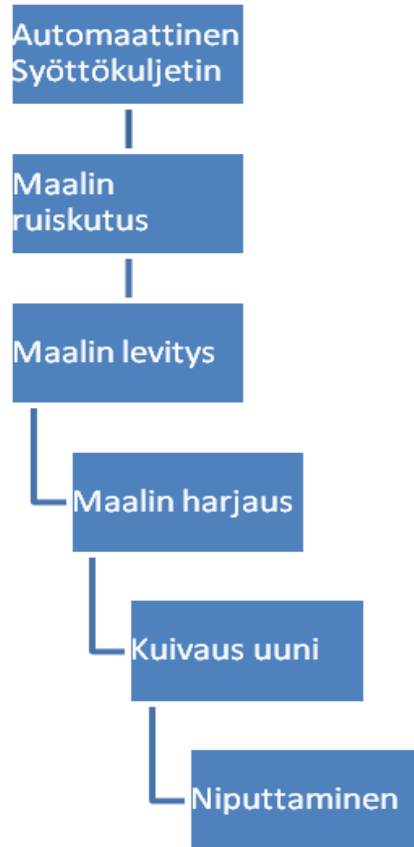 Automaattinen
Syöttökuljetin
Maalin
ruiskutus
Maalin levitys
Maalin harjaus
Kuivaus uuni
Niputtaminen